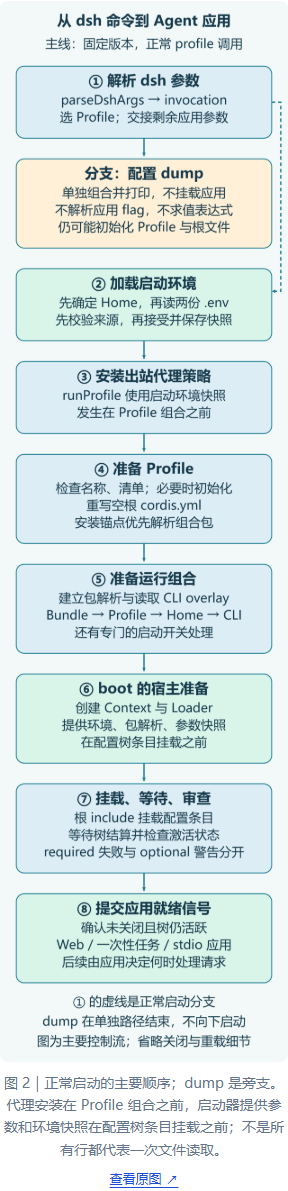 从 dsh 命令到 Agent 应用
主线：固定版本，正常 profile 调用
① 解析 dsh 参数
parseDshArgs → invocation
选 Profile；交接剩余应用参数
分支：配置 dump
单独组合并打印，不挂载应用
不解析应用 flag，不求值表达式
仍可能初始化 Profile 与根文件
② 加载启动环境
先确定 Home，再读两份 .env
先校验来源，再接受并保存快照
③ 安装出站代理策略
runProfile 使用启动环境快照
发生在 Profile 组合之前
④ 准备 Profile
检查名称、清单；必要时初始化
重写空根 cordis.yml
安装锚点优先解析组合包
⑤ 准备运行组合
建立包解析与读取 CLI overlay
Bundle → Profile → Home → CLI
还有专门的启动开关处理
⑥ boot 的宿主准备
创建 Context 与 Loader
提供环境、包解析、参数快照
在配置树条目挂载之前
⑦ 挂载、等待、审查
根 include 挂载配置条目
等待树结算并检查激活状态
required 失败与 optional 警告分开
⑧ 提交应用就绪信号
确认未关闭且树仍活跃
Web / 一次性任务 / stdio 应用
后续由应用决定何时处理请求
① 的虚线是正常启动分支
dump 在单独路径结束，不向下启动
图为主要控制流；省略关闭与重载细节
图 2｜正常启动的主要顺序；dump 是旁支。
代理安装在 Profile 组合之前，启动器提供参
数和环境快照在配置树条目挂载之前；不是所
有行都代表一次文件读取。
查看原图 ↗